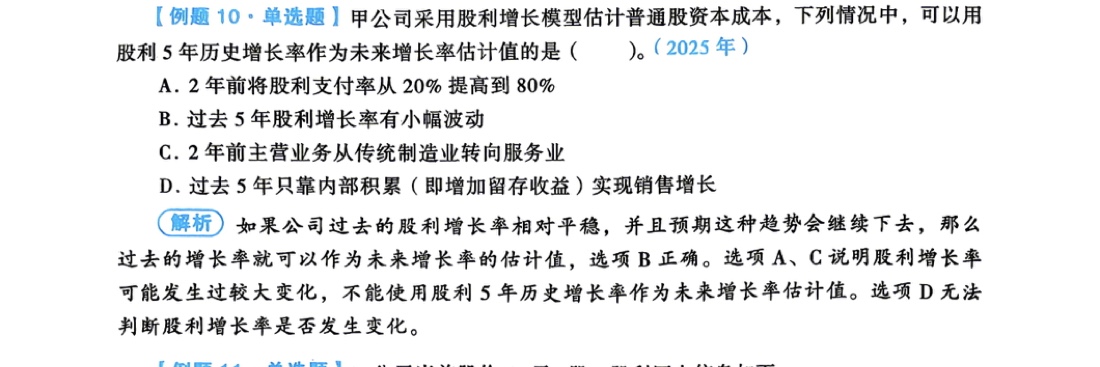 【例题 10·单选题】甲公司采用股利增长模型估计普通股资本成本，下列情况中，可以用
股利 5 年历史增长率作为未来增长率估计值的是（　　）。（2025 年）
A. 2 年前将股利支付率从 20% 提高到 80%
B. 过去 5 年股利增长率有小幅波动
C. 2 年前主营业务从传统制造业转向服务业
D. 过去 5 年只靠内部积累（即增加留存收益）实现销售增长
解析 如果公司过去的股利增长率相对平稳，并且预期这种趋势会继续下去，那么
过去的增长率就可以作为未来增长率的估计值，选项 B 正确。选项 A、C 说明股利增长率
可能发生过较大变化，不能使用股利 5 年历史增长率作为未来增长率估计值。选项 D 无法
判断股利增长率是否发生变化。
【例题 11·单选题】